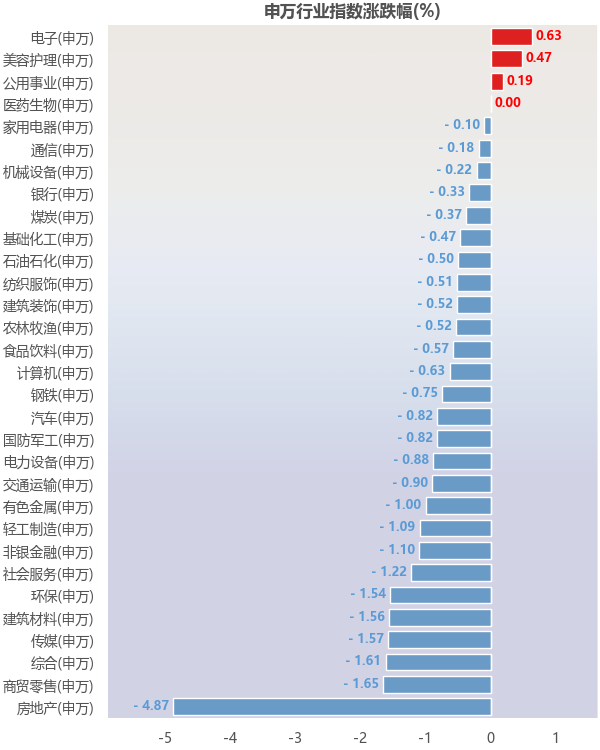 申万行业指数涨跌幅(%)
电子(申万) 0.63
美容护理(申万) 0.47
公用事业(申万) 0.19
医药生物(申万) 0.00
家用电器(申万) - 0.10
通信(申万) - 0.18
机械设备(申万) - 0.22
银行(申万) - 0.33
煤炭(申万) - 0.37
基础化工(申万) - 0.47
石油石化(申万) - 0.50
纺织服饰(申万) - 0.51
建筑装饰(申万) - 0.52
农林牧渔(申万) - 0.52
食品饮料(申万) - 0.57
计算机(申万) - 0.63
钢铁(申万) - 0.75
汽车(申万) - 0.82
国防军工(申万) - 0.82
电力设备(申万) - 0.88
交通运输(申万) - 0.90
有色金属(申万) - 1.00
轻工制造(申万) - 1.09
非银金融(申万) - 1.10
社会服务(申万) - 1.22
环保(申万) - 1.54
建筑材料(申万) - 1.56
传媒(申万) - 1.57
综合(申万) - 1.61
商贸零售(申万) - 1.65
房地产(申万) - 4.87
-5 -4 -3 -2 -1 0 1